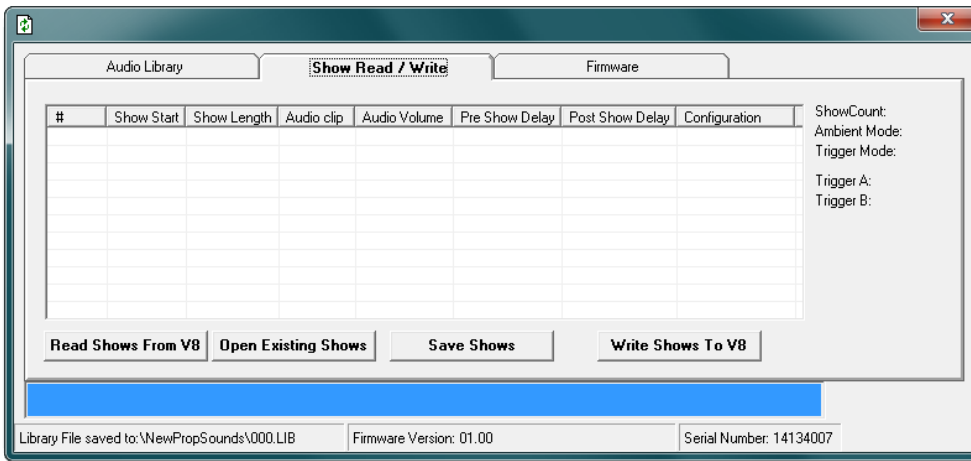 Audio Library
Show Read / Write
Firmware
# Show Start Show Length Audio clip Audio Volume Pre Show Delay Post Show Delay Configuration
ShowCount:
Ambient Mode:
Trigger Mode:
Trigger A:
Trigger B:
Read Shows From V8
Open Existing Shows
Save Shows
Write Shows To V8
Library File saved to:\NewPropSounds\000.LIB
Firmware Version: 01.00
Serial Number: 14134007